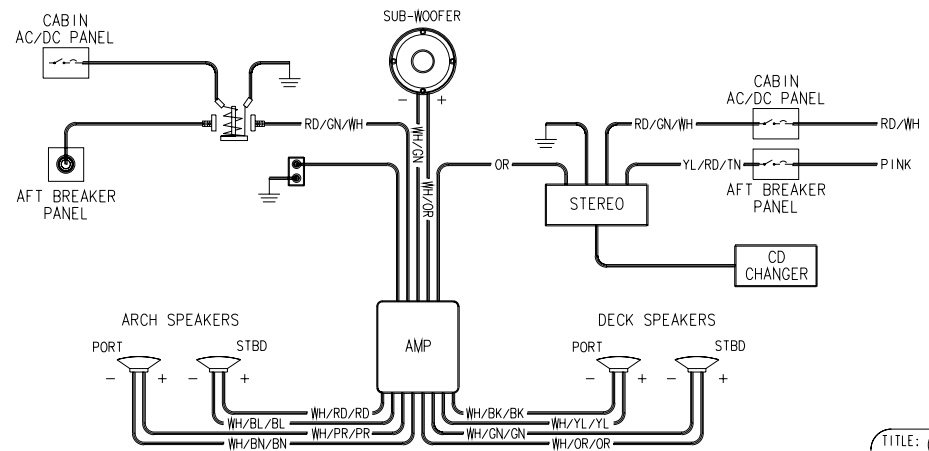 CABIN
AC/DC PANEL
SUB-WOOFER
- +
CABIN
AC/DC PANEL
RD/GN/WH
WH/GN
WH/OR
RD/GN/WH
RD/WH
OR
YL/RD/TN
PINK
AFT BREAKER
PANEL
AFT BREAKER
PANEL
STEREO
CD
CHANGER
ARCH SPEAKERS
DECK SPEAKERS
AMP
PORT
STBD
PORT
STBD
- + - +
- + - +
WH/RD/RD
WH/BK/BK
WH/BL/BL
WH/YL/YL
WH/PR/PR
WH/GN/GN
WH/BN/BN
WH/OR/OR
TITLE: